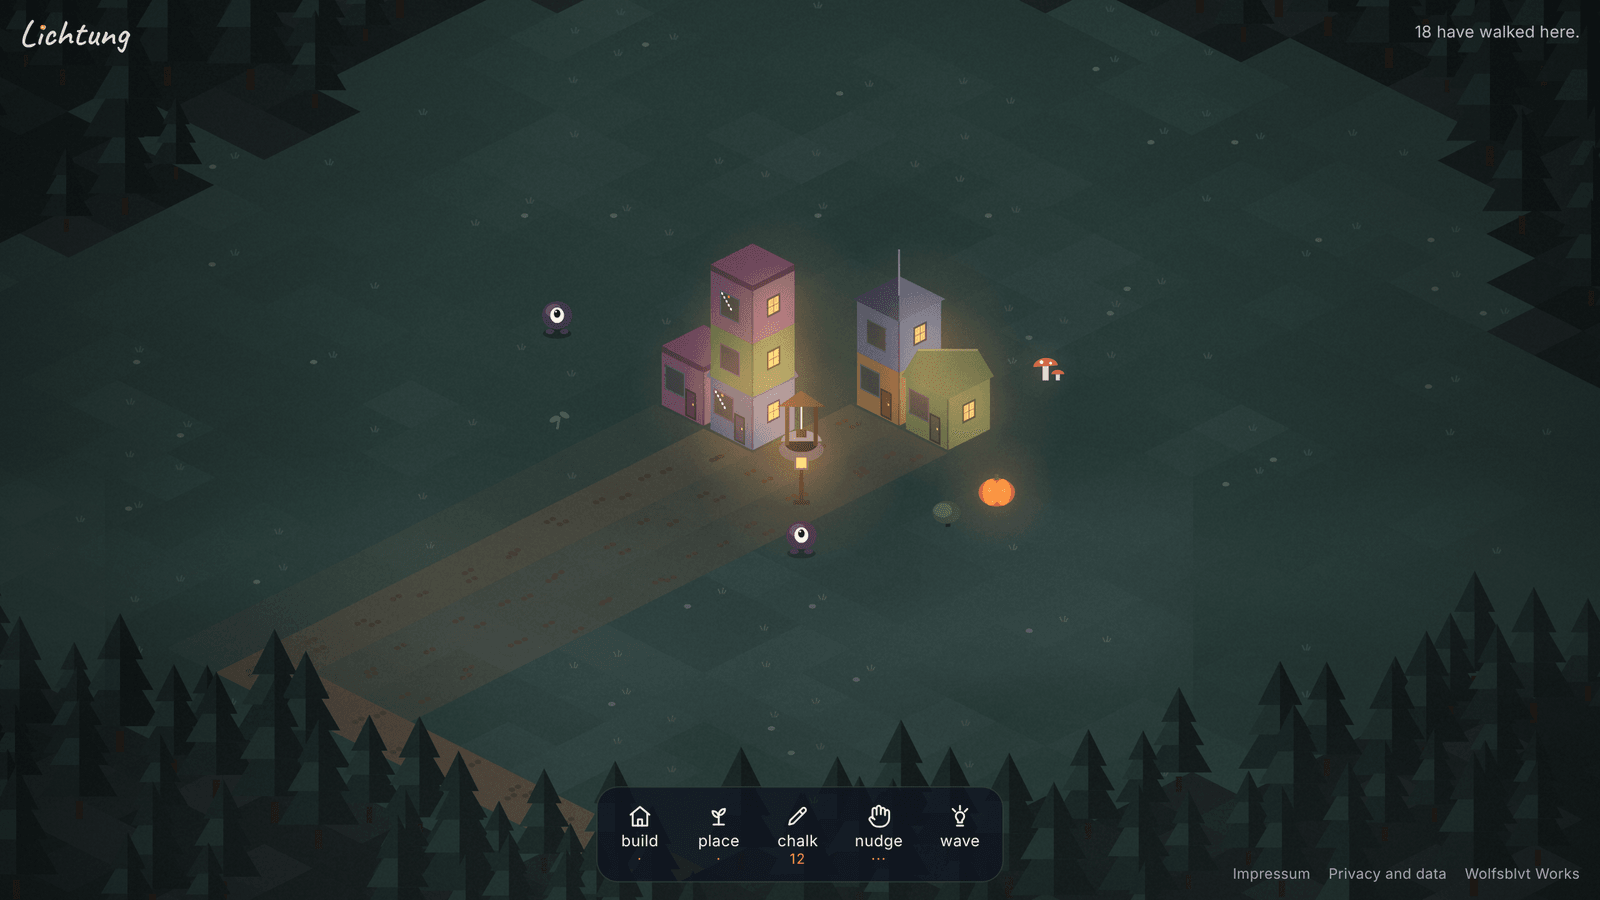 Lichtung
18 have walked here.
build
place
chalk
nudge
wave
12
Impressum
Privacy and data
Wolfsblvt Works